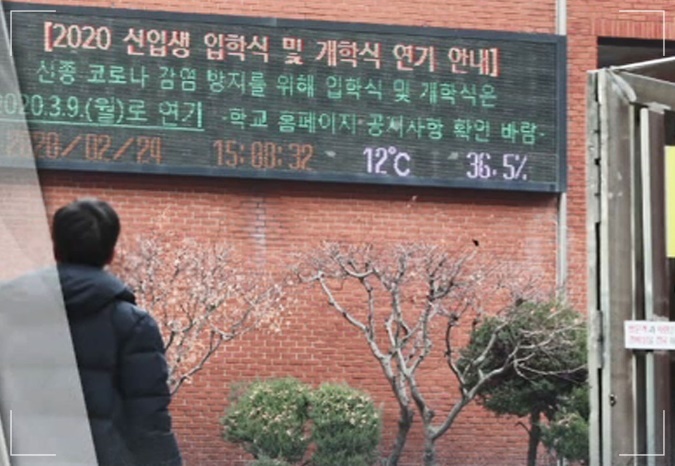 [2020 신입생 입학식 및 개학식 연기 안내]
신종 코로나 감염 방지를 위해 입학식 및 개학식은
2020.3.9.(월)로 연기 -학교 홈페이지 공지사항 확인 바람-
2020/02/24 15:00:32 12℃ 36.5%